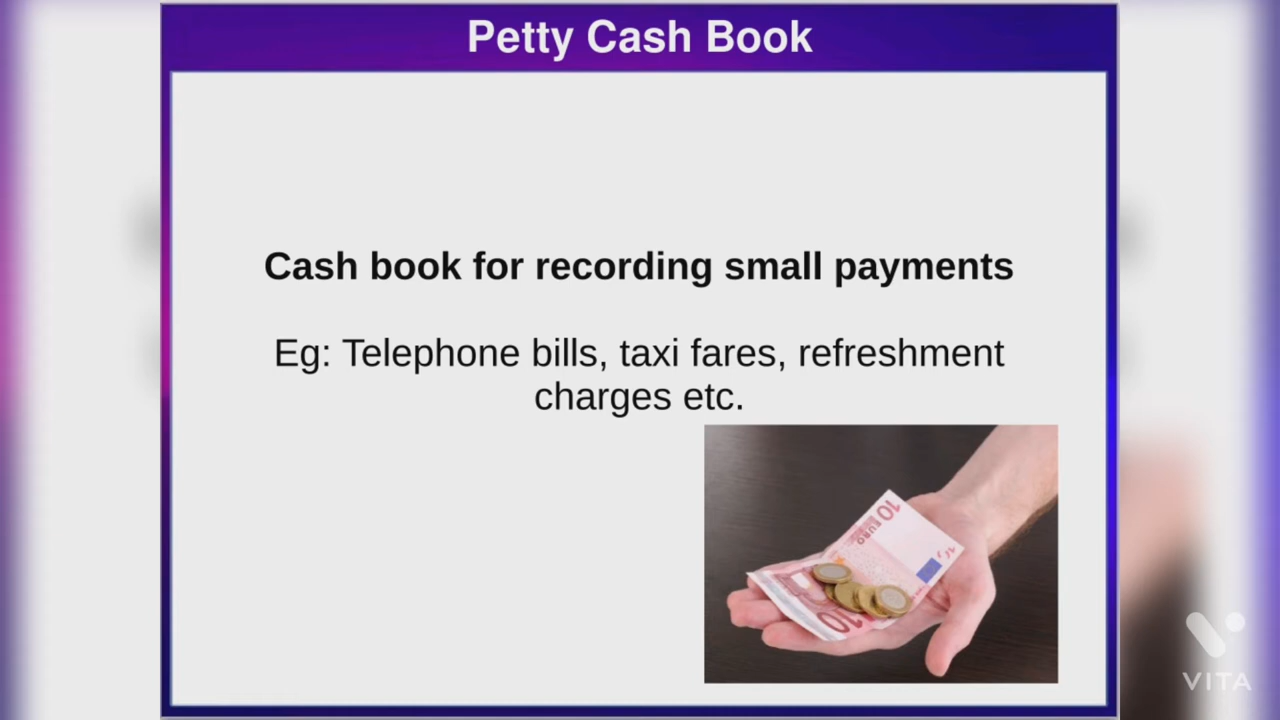 Petty Cash Book
Cash book for recording small payments
Eg: Telephone bills, taxi fares, refreshment
charges etc.
10 EURO
10
VITA